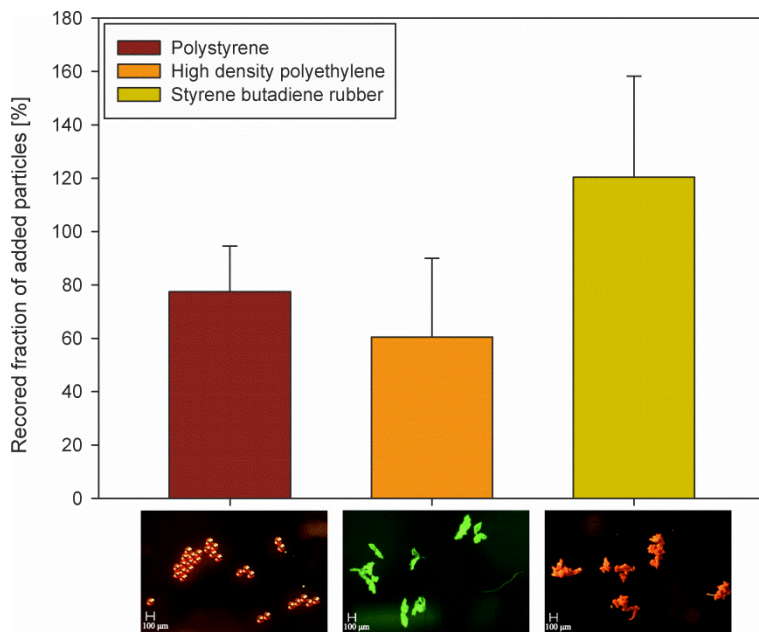 Recored fraction of added particles [%]
180
160
140
120
100
80
60
40
20
0
Polystyrene
High density polyethylene
Styrene butadiene rubber
100 µm
100 µm
100 µm